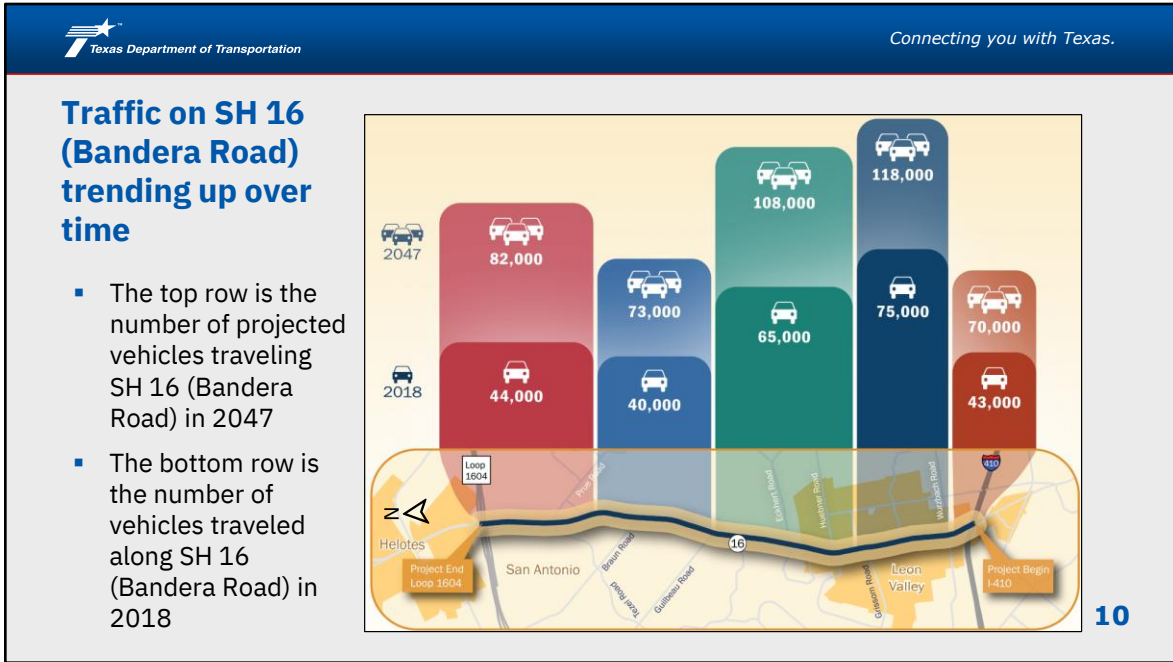 Texas Department of Transportation
Connecting you with Texas.
Traffic on SH 16
(Bandera Road)
trending up over
time
▪ The top row is the
number of projected
vehicles traveling
SH 16 (Bandera
Road) in 2047
▪ The bottom row is
the number of
vehicles traveled
along SH 16
(Bandera Road) in
2018
2047
82,000
73,000
108,000
118,000
70,000
2018
44,000
40,000
65,000
75,000
43,000
Loop
1604
Prue Road
Eckhert Road
Huebner Road
Wurzbach Road
410
N
Helotes
Project End
Loop 1604
San Antonio
Braun Road
Tezel Road
Guilbeau Road
16
Grissom Road
Leon
Valley
Project Begin
I-410
10